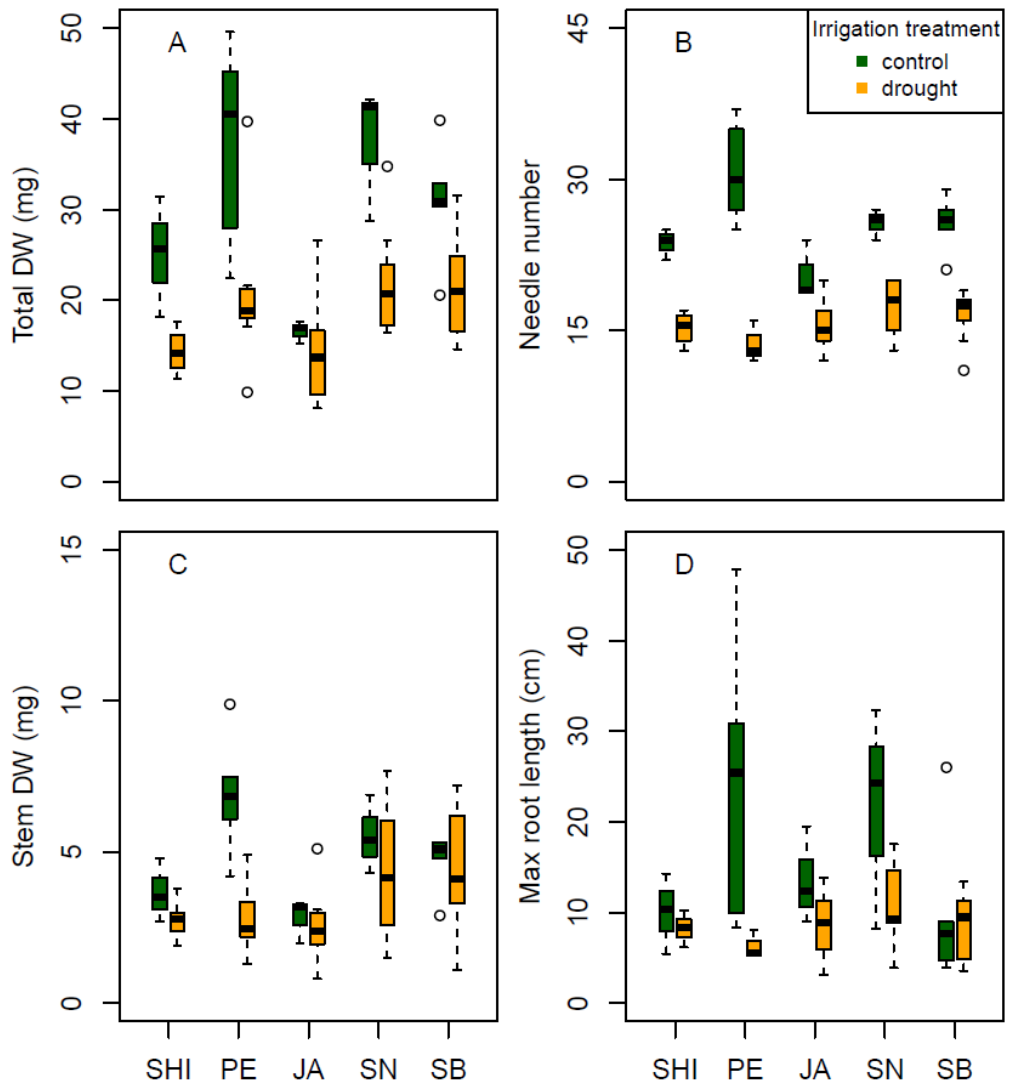 A
Total DW (mg)
50
40
30
20
10
0
B
Irrigation treatment
control
drought
Needle number
45
30
15
0
C
Stem DW (mg)
15
10
5
0
SHI PE JA SN SB
D
Max root length (cm)
50
40
30
20
10
0
SHI PE JA SN SB